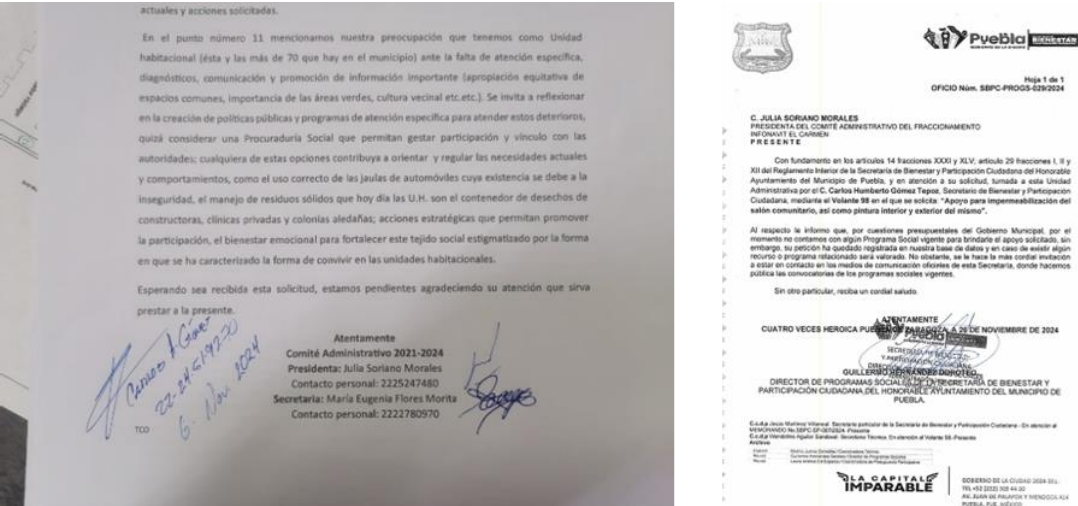 actuales y acciones solicitadas.
En el punto número 11 mencionamos nuestra preocupación que tenemos como Unidad
habitacional (ésta y las más de 70 que hay en el municipio) ante la falta de atención especifica,
diagnósticos, comunicación y promoción de información importante (apropiación equitativa de
espacios comunes, importancia de las áreas verdes, cultura vecinal etc.etc.). Se invita a reflexionar
en la creación de políticas públicas y programas de atención especifica para atender estos deterioros,
quizá considerar una Procuraduría Social que permitan gestar participación y vinculo con las
autoridades; cualquiera de estas opciones contribuya a orientar y regular las necesidades actuales
y comportamientos, como el uso correcto de las jaulas de automóviles cuya existencia se debe a la
inseguridad, el manejo de residuos sólidos que hoy día las U.H. son el contenedor de desechos de
constructoras, clínicas privadas y colonias aledañas; acciones estratégicas que permitan promover
la participación, el bienestar emocional para fortalecer este tejido social estigmatizado por la forma
en que se ha caracterizado la forma de convivir en las unidades habitacionales.
Esperando sea recibida esta solicitud, estamos pendientes agradeciendo su atención que sirva
prestar a la presente.
Atentamente
Comité Administrativo 2021-2024
Presidenta: Julia Soriano Morales
Contacto personal: 2225247480
Secretaria: María Eugenia Flores Morita
Contacto personal: 2222780970
6. Nov 2024
TCO
Puebla
BIENESTAR
Hoja 1 de 1
OFICIO Núm. SBPC-PROGS-029/2024
C. JULIA SORIANO MORALES
PRESIDENTA DEL COMITÉ ADMINISTRATIVO DEL FRACCIONAMIENTO
INFONAVIT EL CARMEN
P R E S E N T E
Con fundamento en los artículos 14 fracciones XXXI y XLV; artículo 29 fracciones I, II y
XII del Reglamento Interior de la Secretaría de Bienestar y Participación Ciudadana del Honorable
Ayuntamiento del Municipio de Puebla, y en atención a su solicitud, turnada a esta Unidad
Administrativa por el C. Carlos Humberto Gómez Tepoz, Secretario de Bienestar y Participación
Ciudadana, mediante el Volante 98 en el que se solicita: "Apoyo para impermeabilización del
salón comunitario, así como pintura interior y exterior del mismo".
Al respecto le informo que, por cuestiones presupuestales del Gobierno Municipal, por el
momento no contamos con algún Programa Social vigente para brindarle el apoyo solicitado, sin
embargo, su petición ha quedado registrada en nuestra base de datos y en caso de existir algún
recurso o programa relacionado será valorado. No obstante, se le hace la más cordial invitación
a estar en contacto en los medios de comunicación oficiales de esta Secretaría, donde hacemos
pública las convocatorias de los programas sociales vigentes.
Sin otro particular, reciba un cordial saludo.
ATENTAMENTE
CUATRO VECES HEROICA PUEBLA DE ZARAGOZA, A 26 DE NOVIEMBRE DE 2024
Puebla
GUILLERMO HERNÁNDEZ DOROTEO
DIRECTOR DE PROGRAMAS SOCIALES DE LA SECRETARÍA DE BIENESTAR Y
PARTICIPACIÓN CIUDADANA DEL HONORABLE AYUNTAMIENTO DEL MUNICIPIO DE
PUEBLA.
Archivo
LA CAPITAL
IMPARABLE
GOBIERNO DE LA CIUDAD
AV. JUAN DE PALAFOX Y MENDOZA
PUEBLA, PUE. MÉXICO